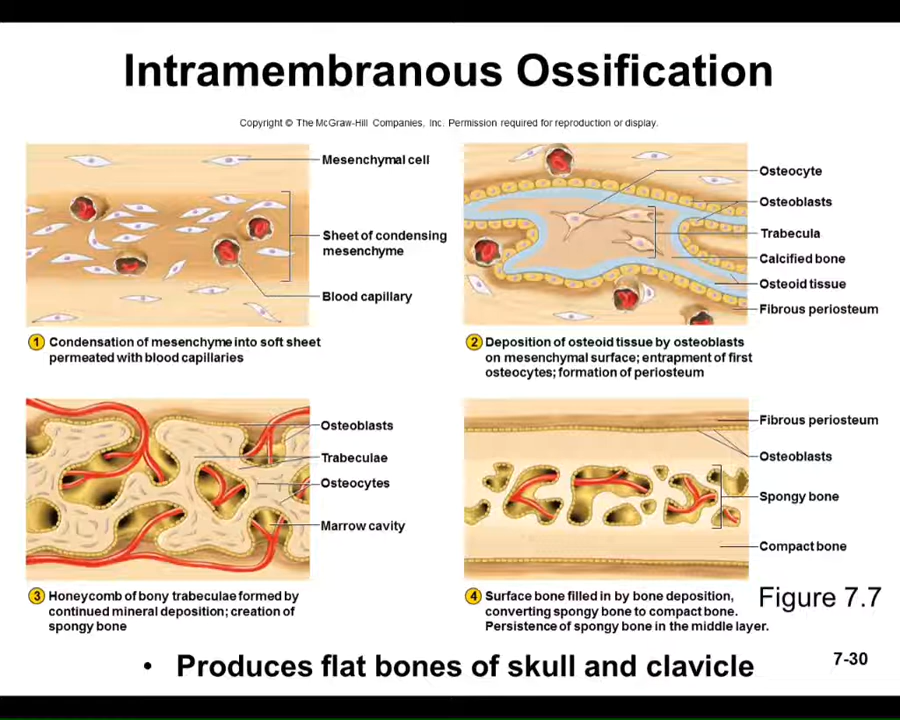 Intramembranous Ossification
Copyright © The McGraw-Hill Companies, Inc. Permission required for reproduction or display.
Mesenchymal cell
Sheet of condensing
mesenchyme
Blood capillary
1 Condensation of mesenchyme into soft sheet
permeated with blood capillaries
Osteocyte
Osteoblasts
Trabecula
Calcified bone
Osteoid tissue
Fibrous periosteum
2 Deposition of osteoid tissue by osteoblasts
on mesenchymal surface; entrapment of first
osteocytes; formation of periosteum
Osteoblasts
Trabeculae
Osteocytes
Marrow cavity
3 Honeycomb of bony trabeculae formed by
continued mineral deposition; creation of
spongy bone
Fibrous periosteum
Osteoblasts
Spongy bone
Compact bone
4 Surface bone filled in by bone deposition,
converting spongy bone to compact bone.
Persistence of spongy bone in the middle layer.
Figure 7.7
• Produces flat bones of skull and clavicle
7-30